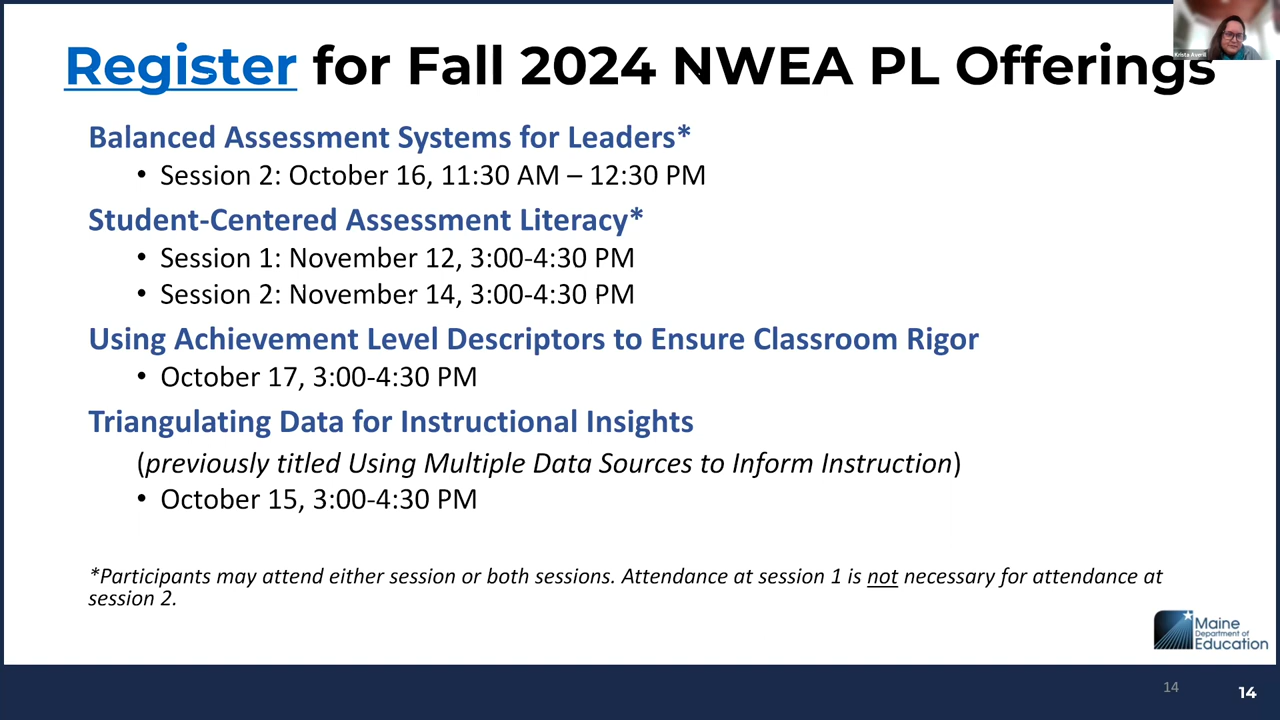 Register for Fall 2024 NWEA PL Offerings
Krista Averill
Balanced Assessment Systems for Leaders*
• Session 2: October 16, 11:30 AM – 12:30 PM
Student-Centered Assessment Literacy*
• Session 1: November 12, 3:00-4:30 PM
• Session 2: November 14, 3:00-4:30 PM
Using Achievement Level Descriptors to Ensure Classroom Rigor
• October 17, 3:00-4:30 PM
Triangulating Data for Instructional Insights
(previously titled Using Multiple Data Sources to Inform Instruction)
• October 15, 3:00-4:30 PM
*Participants may attend either session or both sessions. Attendance at session 1 is not necessary for attendance at
session 2.
Maine
Department of
Education
14
14